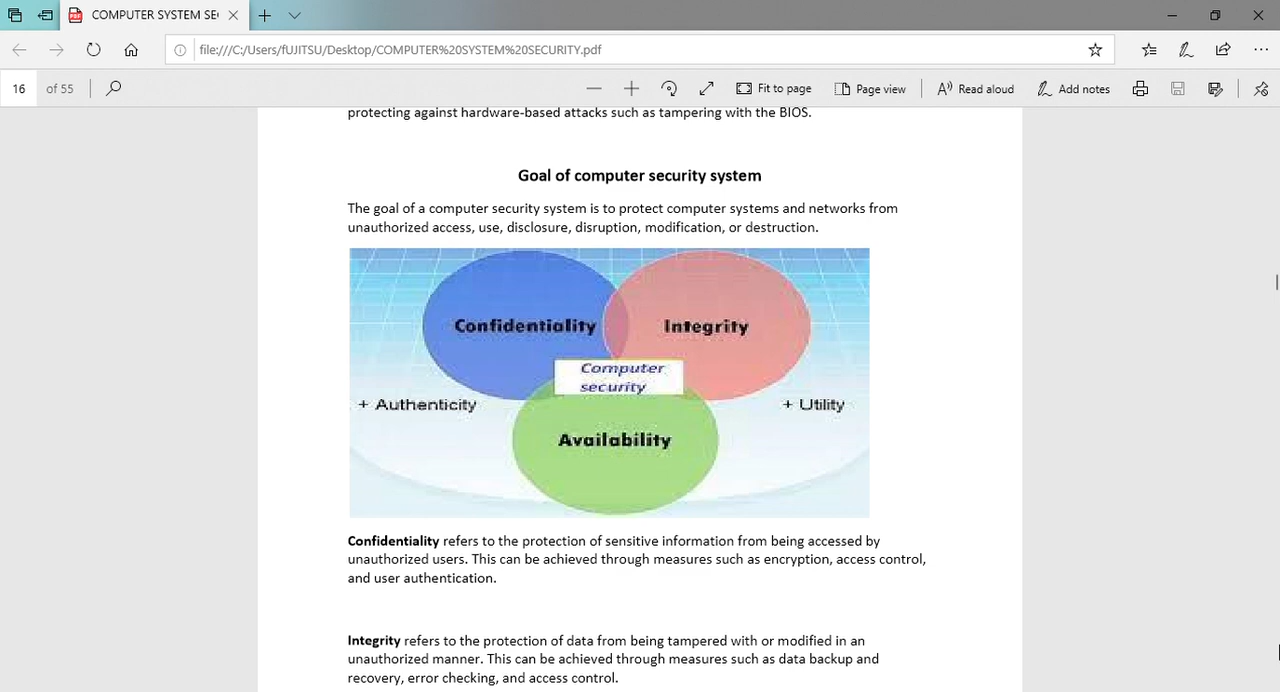 COMPUTER SYSTEM SE
file:///C:/Users/fUJITSU/Desktop/COMPUTER%20SYSTEM%20SECURITY.pdf
16 of 55
Fit to page
Page view
Read aloud
Add notes
protecting against hardware-based attacks such as tampering with the BIOS.
Goal of computer security system
The goal of a computer security system is to protect computer systems and networks from
unauthorized access, use, disclosure, disruption, modification, or destruction.
Confidentiality
Integrity
Computer
security
+ Authenticity
+ Utility
Availability
Confidentiality refers to the protection of sensitive information from being accessed by
unauthorized users. This can be achieved through measures such as encryption, access control,
and user authentication.
Integrity refers to the protection of data from being tampered with or modified in an
unauthorized manner. This can be achieved through measures such as data backup and
recovery, error checking, and access control.